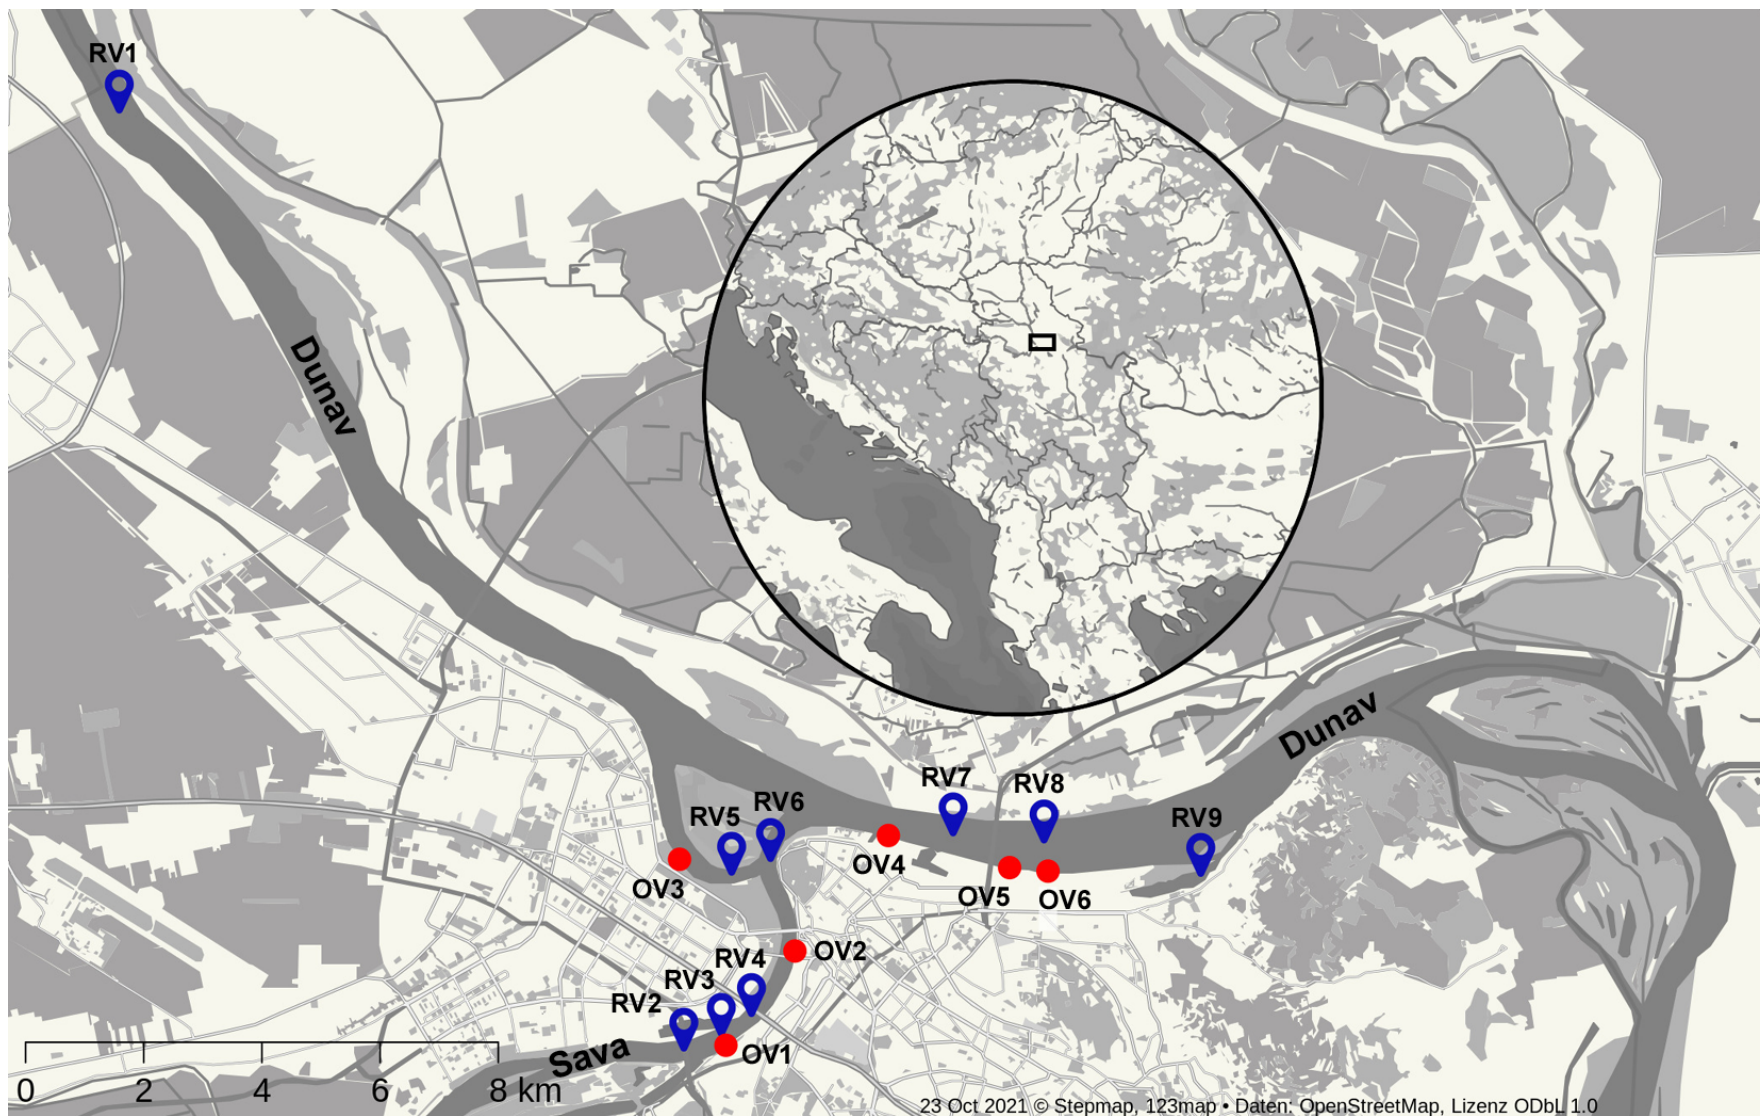 RV1
Dunav
RV7
RV8
Dunav
RV6
RV5
RV9
OV4
OV3
OV5
OV6
OV2
RV4
RV3
RV2
Sava
OV1
0 2 4 6 8 km
23 Oct 2021 © Stepmap, 123map • Daten: OpenStreetMap, Lizenz ODbL 1.0